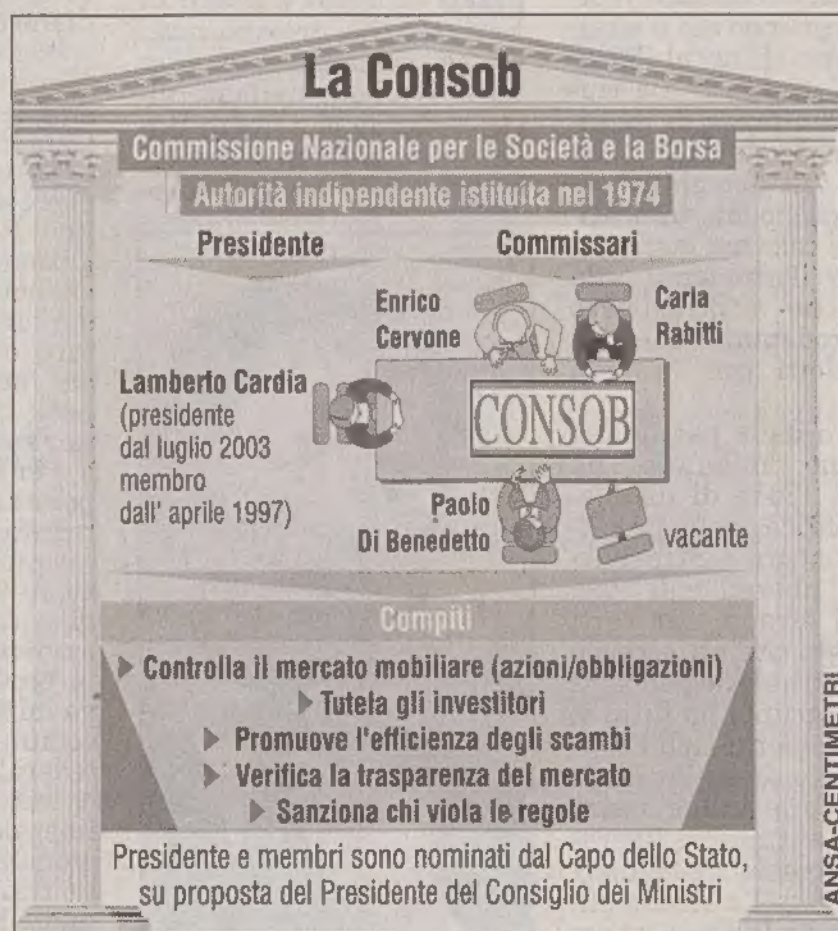 La Consob
Commissione Nazionale per le Società e la Borsa
Autorità indipendente istituita nel 1974
Presidente
Commissari
Enrico
Cervone
Carla
Rabitti
Lamberto Cardia
(presidente
dal luglio 2003
membro
dall' aprile 1997)
CONSOB
Paolo
Di Benedetto
vacante
Compiti
Controlla il mercato mobiliare (azioni/obbligazioni)
Tutela gli investitori
Promuove l'efficienza degli scambi
Verifica la trasparenza del mercato
Sanziona chi viola le regole
Presidente e membri sono nominati dal Capo dello Stato,
su proposta del Presidente del Consiglio dei Ministri
ANSA-CENTIMETRI